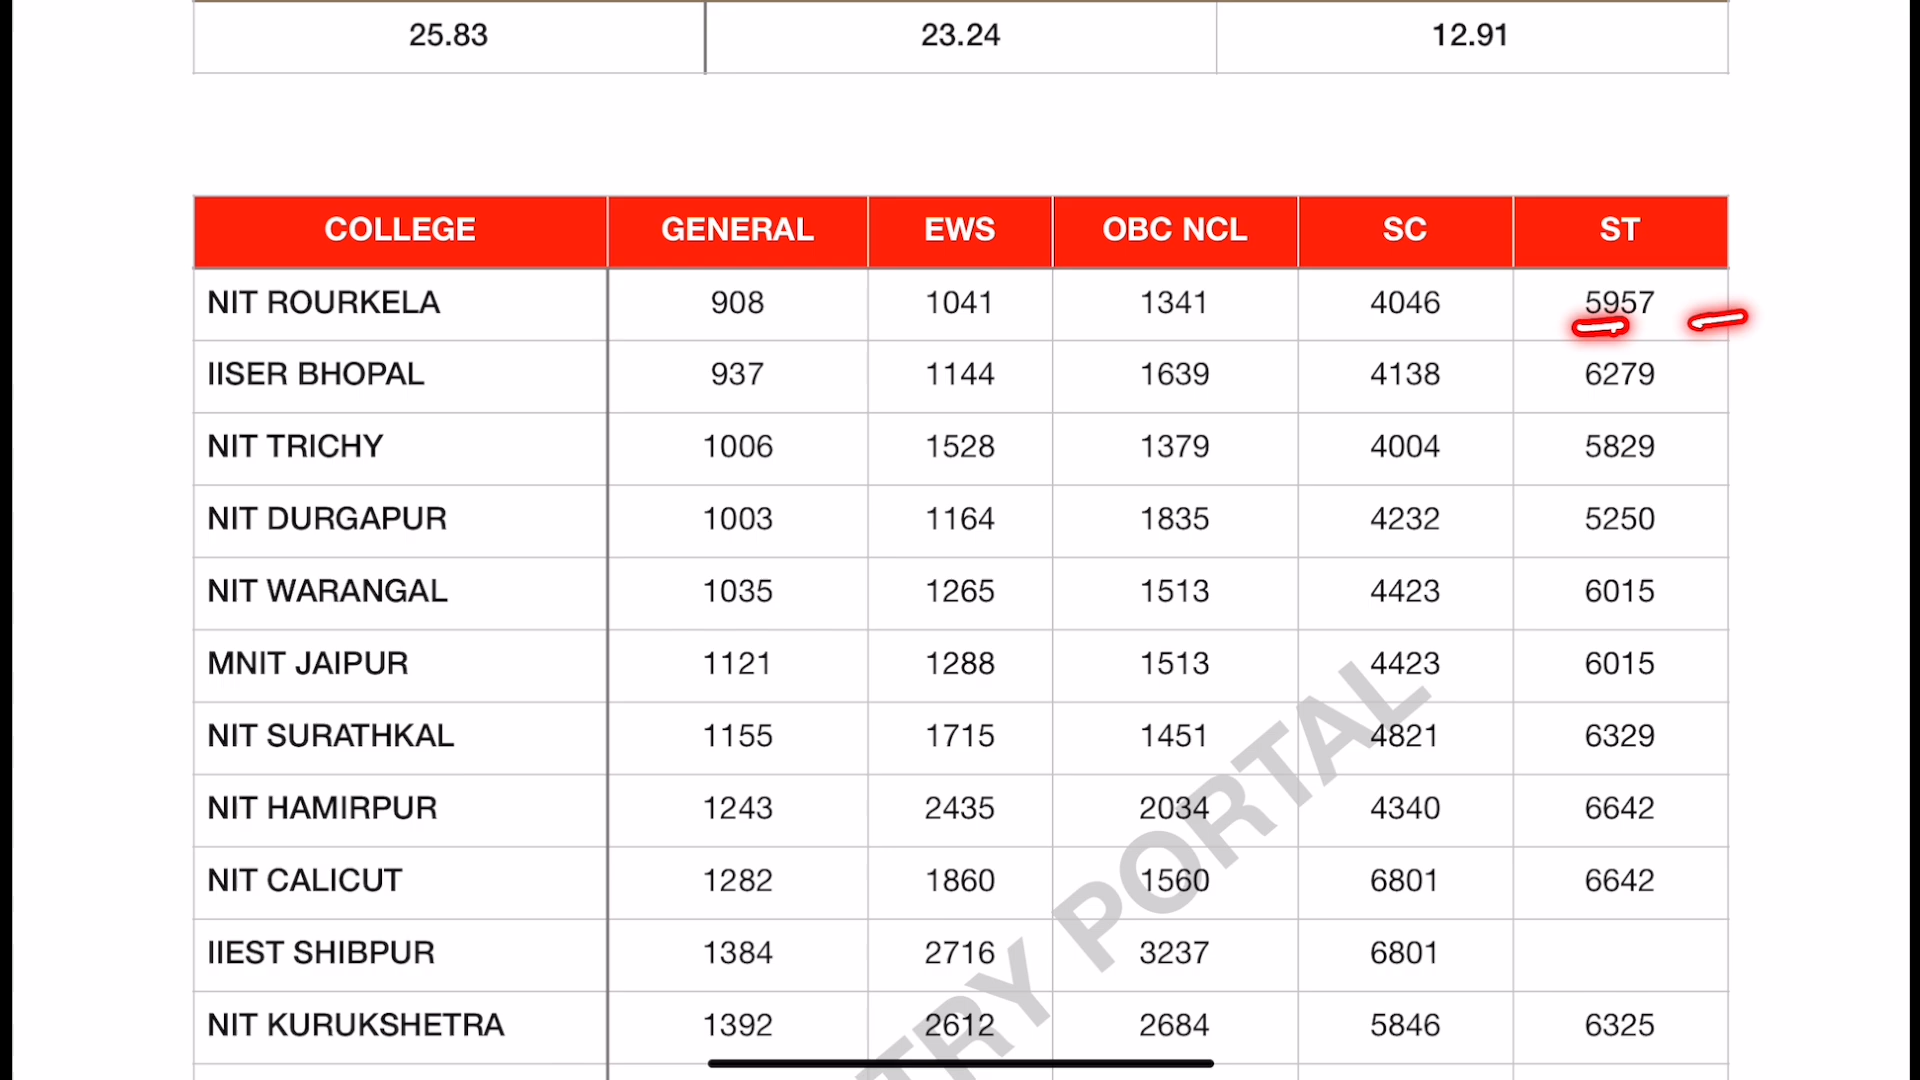 25.83 23.24 12.91
COLLEGE GENERAL EWS OBC NCL SC ST
NIT ROURKELA 908 1041 1341 4046 5957
IISER BHOPAL 937 1144 1639 4138 6279
NIT TRICHY 1006 1528 1379 4004 5829
NIT DURGAPUR 1003 1164 1835 4232 5250
NIT WARANGAL 1035 1265 1513 4423 6015
MNIT JAIPUR 1121 1288 1513 4423 6015
NIT SURATHKAL 1155 1715 1451 4821 6329
NIT HAMIRPUR 1243 2435 2034 4340 6642
NIT CALICUT 1282 1860 1560 6801 6642
IIEST SHIBPUR 1384 2716 3237 6801
NIT KURUKSHETRA 1392 2612 2684 5846 6325
PORTAL